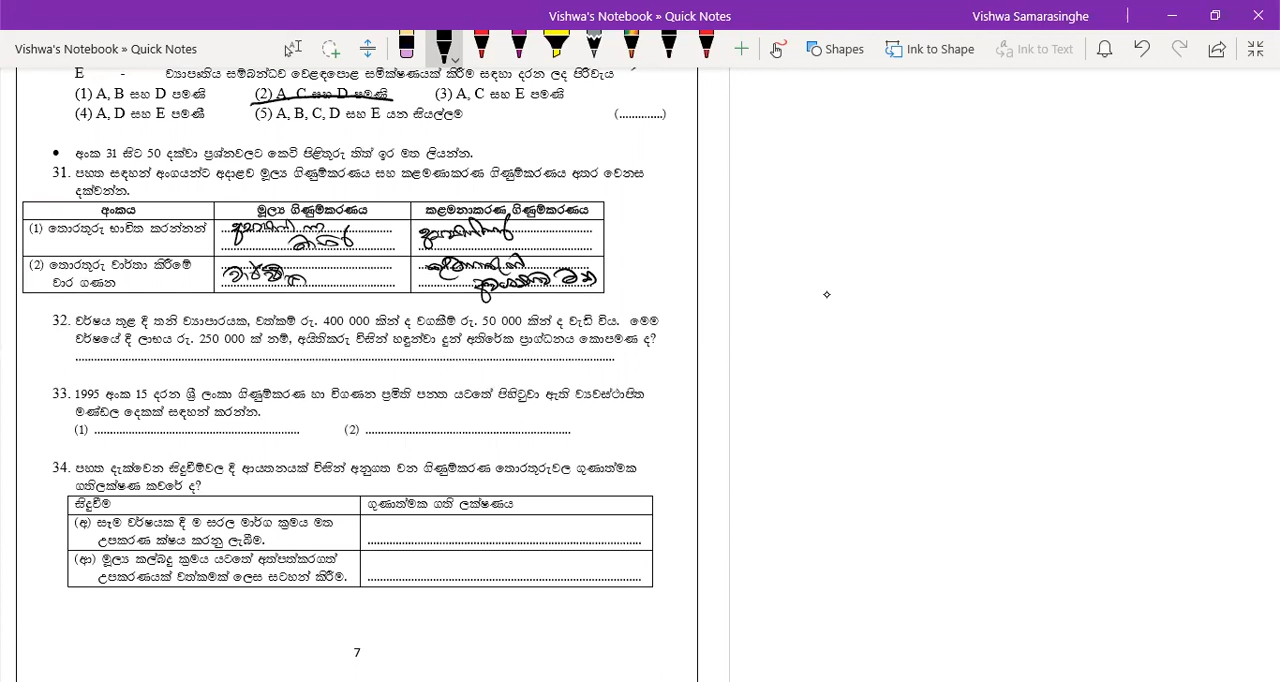 Vishwa's Notebook » Quick Notes
Vishwa Samarasinghe
Vishwa's Notebook » Quick Notes
Shapes
Ink to Shape
Ink to Text
E - ව්‍යාපෘතිය සම්බන්ධව වෙළඳපොළ සමීක්ෂණයක් කිරීම සඳහා දරන ලද පිරිවැය
(1) A, B සහ D පමණි (2) A, C සහ D පමණි (3) A, C සහ E පමණි
(4) A, D සහ E පමණී (5) A, B, C, D සහ E යන සියල්ලම (..............)
• අංක 31 සිට 50 දක්වා ප්‍රශ්නවලට කෙටි පිළිතුරු තිත් ඉර මත ලියන්න.
31. පහත සඳහන් අංගයන්ට අදාළව මූල්‍ය ගිණුම්කරණය සහ කළමණාකරණ ගිණුම්කරණය අතර වෙනස
දක්වන්න.
අංකය මූල්‍ය ගිණුම්කරණය කළමනාකරණ ගිණුම්කරණය
(1) තොරතුරු භාවිත කරන්නන්
(2) තොරතුරු වාර්තා කිරීමේ
වාර ගණන
32. වර්ෂය තුළ දී තනි ව්‍යාපාරයක, වත්කම් රු. 400 000 කින් ද වගකීම් රු. 50 000 කින් ද වැඩි විය. මෙම
වර්ෂයේ දී ලාභය රු. 250 000 ක් නම්, අයිතිකරු විසින් හඳුන්වා දුන් අතිරේක ප්‍රාග්ධනය කොපමණ ද?
33. 1995 අංක 15 දරන ශ්‍රී ලංකා ගිණුම්කරණ හා විගණන ප්‍රමිති පනත යටතේ පිහිටුවා ඇති ව්‍යවස්ථාපිත
මණ්ඩල දෙකක් සඳහන් කරන්න.
(1) .................................................... (2) ....................................................
34. පහත දැක්වෙන සිදුවීම්වල දී ආයතනයක් විසින් අනුගත වන ගිණුම්කරණ තොරතුරුවල ගුණාත්මක
ගතිලක්ෂණ කවරේ ද?
සිදුවීම ගුණාත්මක ගති ලක්ෂණය
(අ) සෑම වර්ෂයක දී ම සරල මාර්ග ක්‍රමය මත
උපකරණ ක්ෂය කරනු ලැබීම.
(ආ) මූල්‍ය කල්බදු ක්‍රමය යටතේ අත්පත්කරගත්
උපකරණයක් වත්කමක් ලෙස සටහන් කිරීම.
7